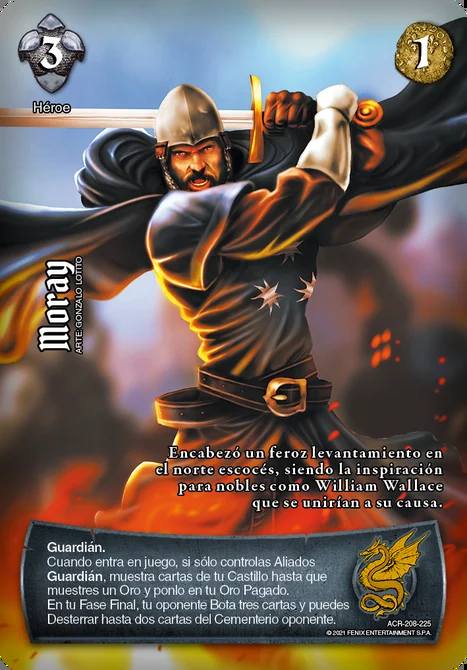 3
Héroe
1
Moray
ARTE: GONZALO LOTITO
Encabezó un feroz levantamiento en
el norte escocés, siendo la inspiración
para nobles como William Wallace
que se unirían a su causa.
Guardián.
Cuando entra en juego, si sólo controlas Aliados
Guardián, muestra cartas de tu Castillo hasta que
muestres un Oro y ponlo en tu Oro Pagado.
En tu Fase Final, tu oponente Bota tres cartas y puedes
Desterrar hasta dos cartas del Cementerio oponente.
ACR-208-225
© 2021 FENIX ENTERTAINMENT S.P.A.